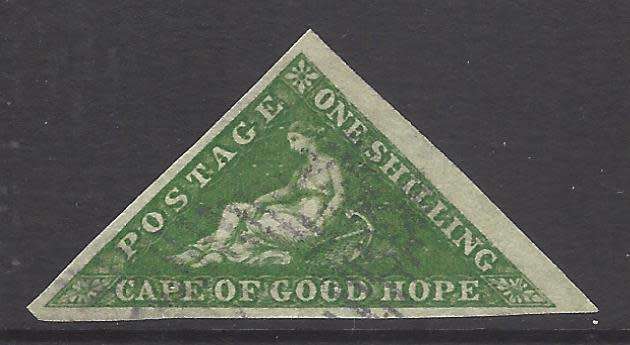 POSTAGE
ONE SHILLING
CAPE OF GOOD HOPE